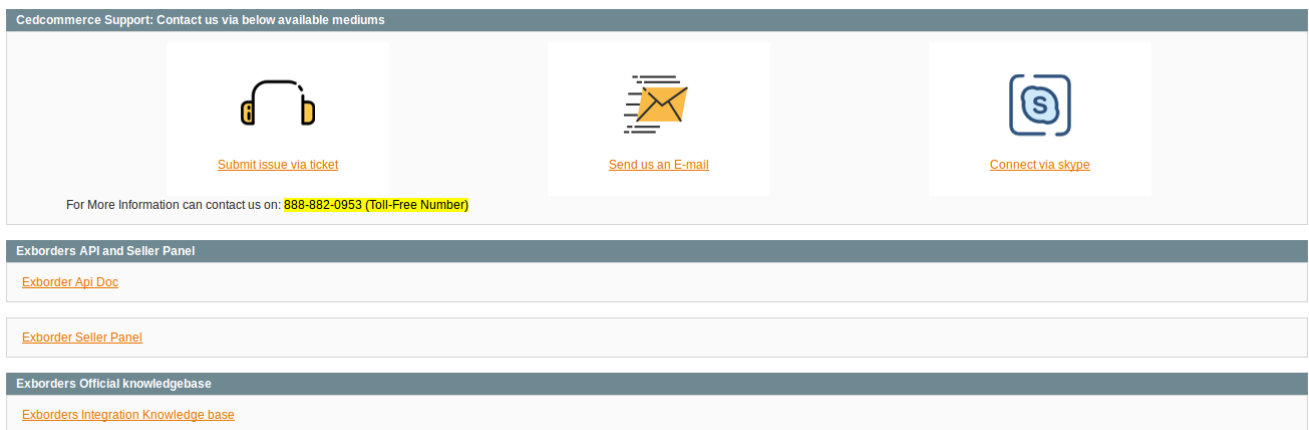 Cedcommerce Support: Contact us via below available mediums
S
Submit issue via ticket
Send us an E-mail
Connect via skype
For More Information can contact us on: 888-882-0953 (Toll-Free Number)
Exborders API and Seller Panel
Exborder Api Doc
Exborder Seller Panel
Exborders Official knowledgebase
Exborders Integration Knowledge base